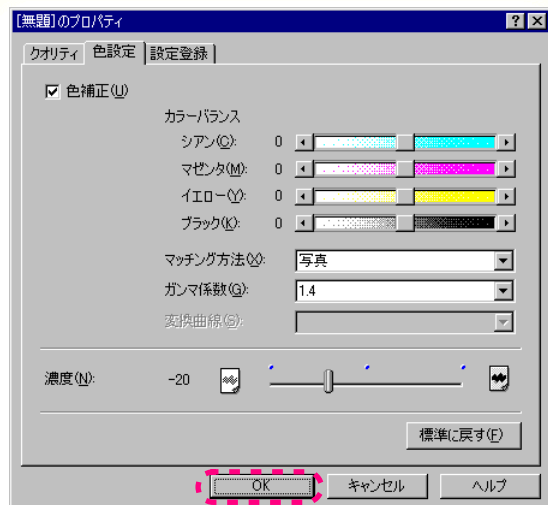 [無題]のプロパティ
クオリティ 色設定 設定登録
色補正(U)
カラーバランス
シアン(C): 0
マゼンタ(M): 0
イエロー(Y): 0
ブラック(K): 0
マッチング方法(X): 写真
ガンマ係数(G): 1.4
変換曲線(S):
濃度(N): -20
標準に戻す(F)
OK キャンセル ヘルプ